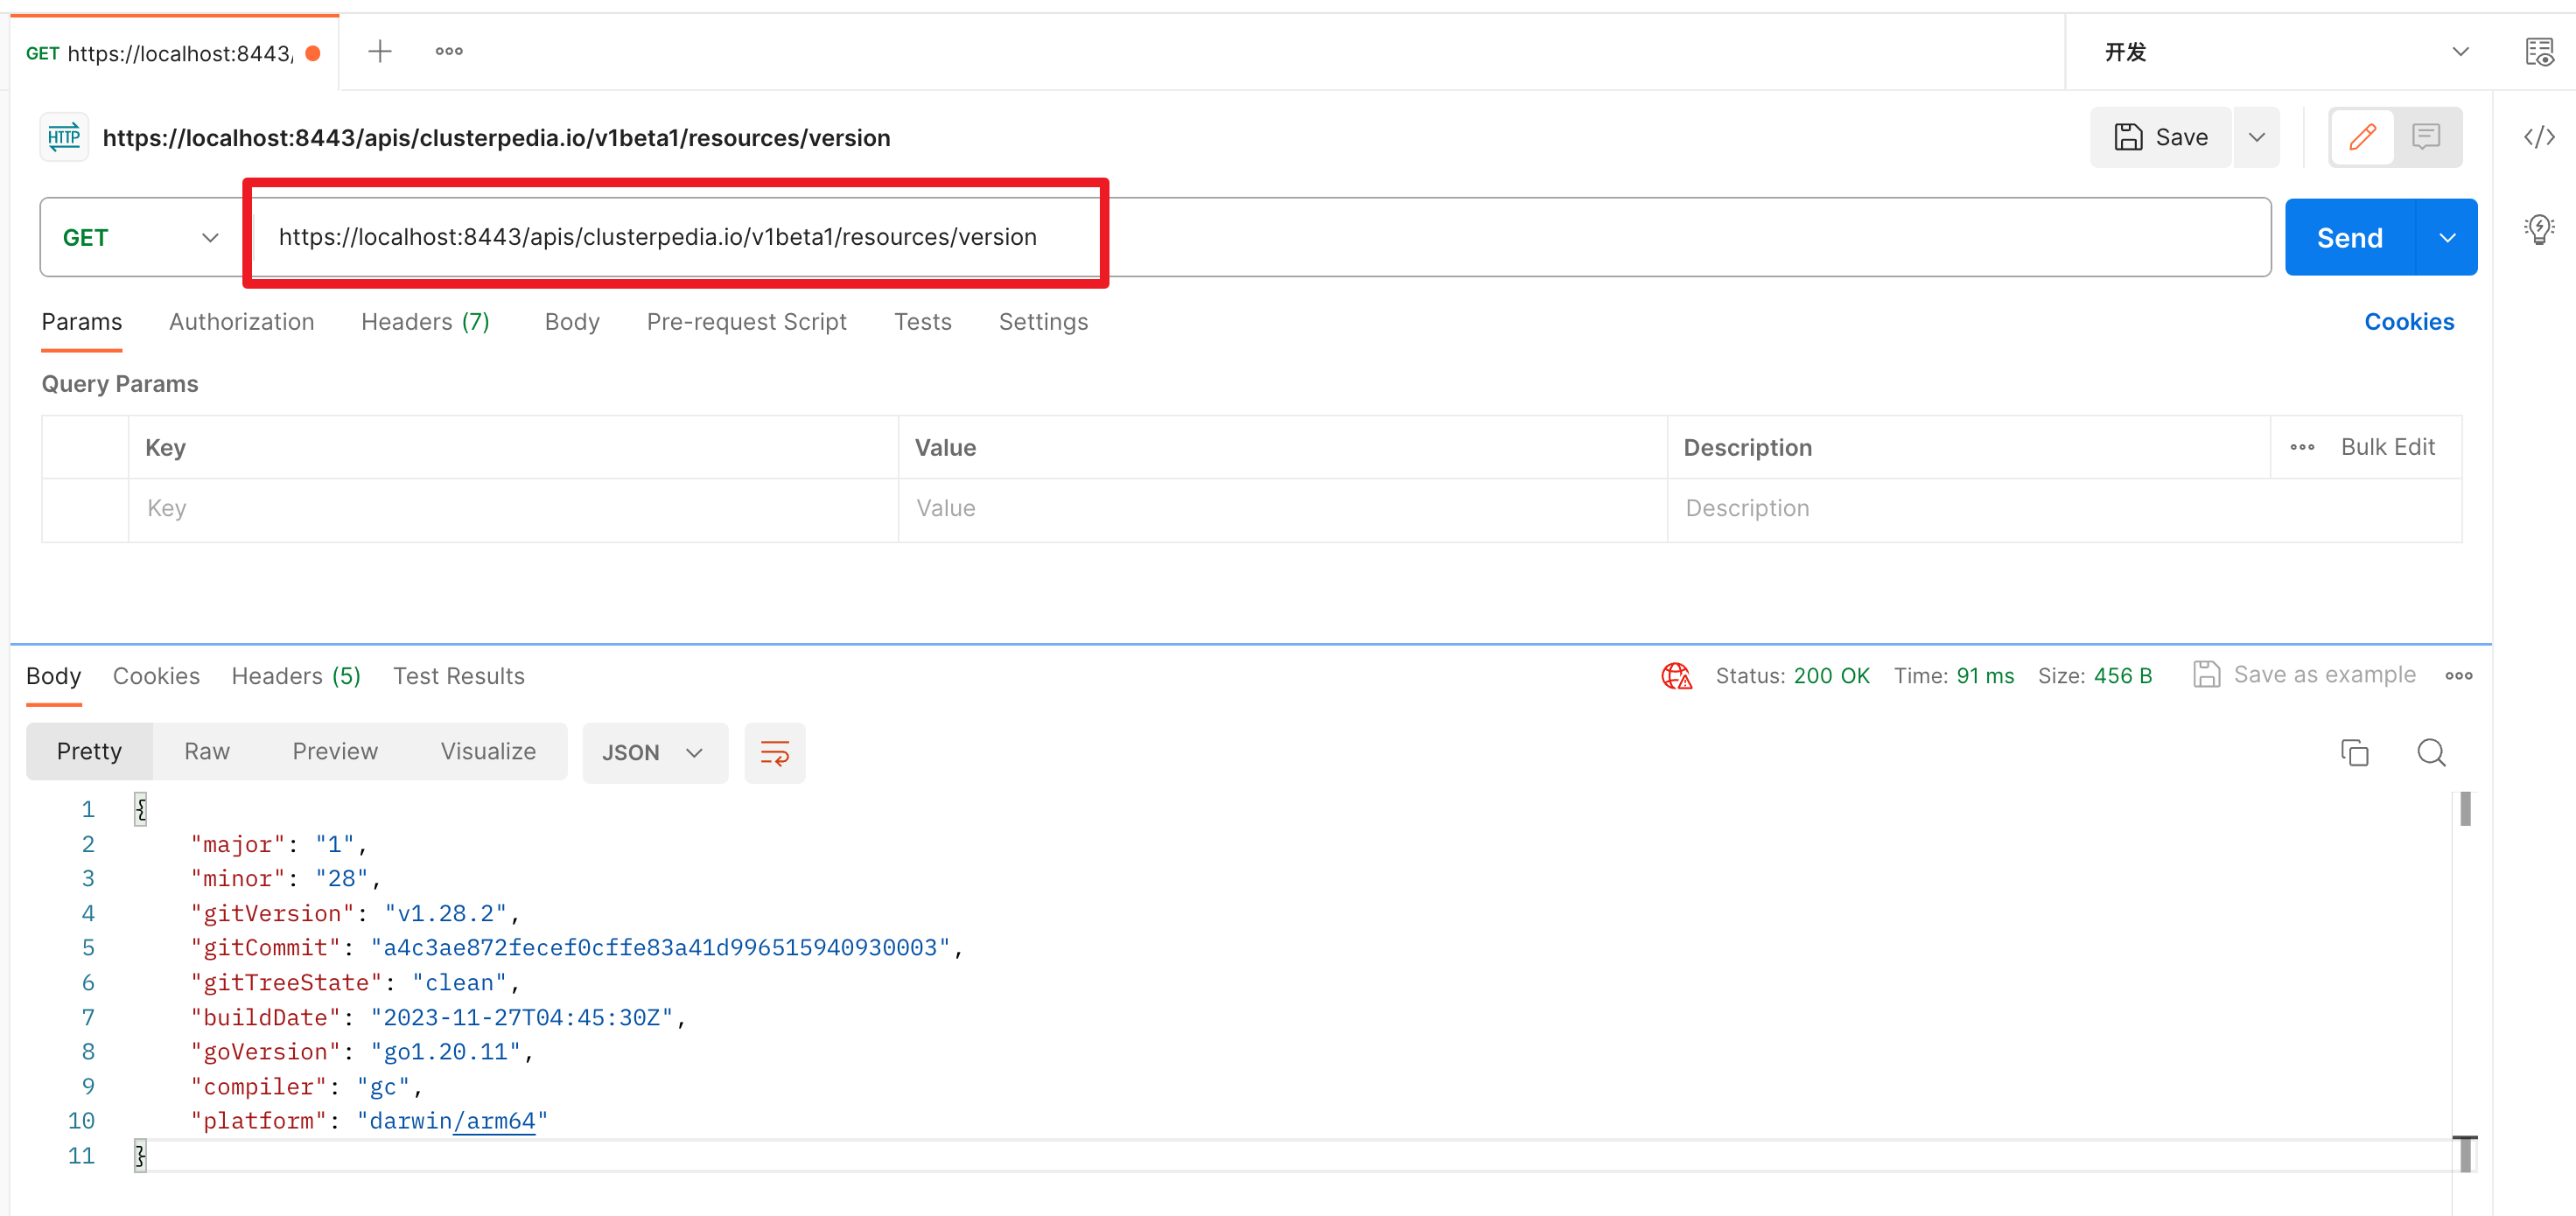 GET https://localhost:8443/
开发
HTTP https://localhost:8443/apis/clusterpedia.io/v1beta1/resources/version
Save
GET https://localhost:8443/apis/clusterpedia.io/v1beta1/resources/version Send
Params Authorization Headers (7) Body Pre-request Script Tests Settings Cookies
Query Params
Key Value Description Bulk Edit
Key Value Description
Body Cookies Headers (5) Test Results Status: 200 OK Time: 91 ms Size: 456 B Save as example
Pretty Raw Preview Visualize JSON
1 {
2 "major": "1",
3 "minor": "28",
4 "gitVersion": "v1.28.2",
5 "gitCommit": "a4c3ae872fecef0cffe83a41d996515940930003",
6 "gitTreeState": "clean",
7 "buildDate": "2023-11-27T04:45:30Z",
8 "goVersion": "go1.20.11",
9 "compiler": "gc",
10 "platform": "darwin/arm64"
11 }